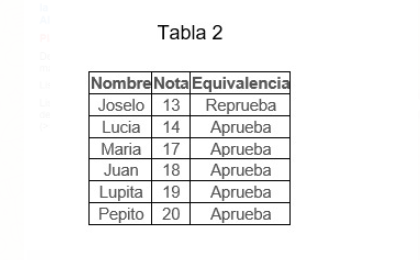 Tabla 2
Nombre Nota Equivalencia
Joselo 13 Reprueba
Lucia 14 Aprueba
Maria 17 Aprueba
Juan 18 Aprueba
Lupita 19 Aprueba
Pepito 20 Aprueba